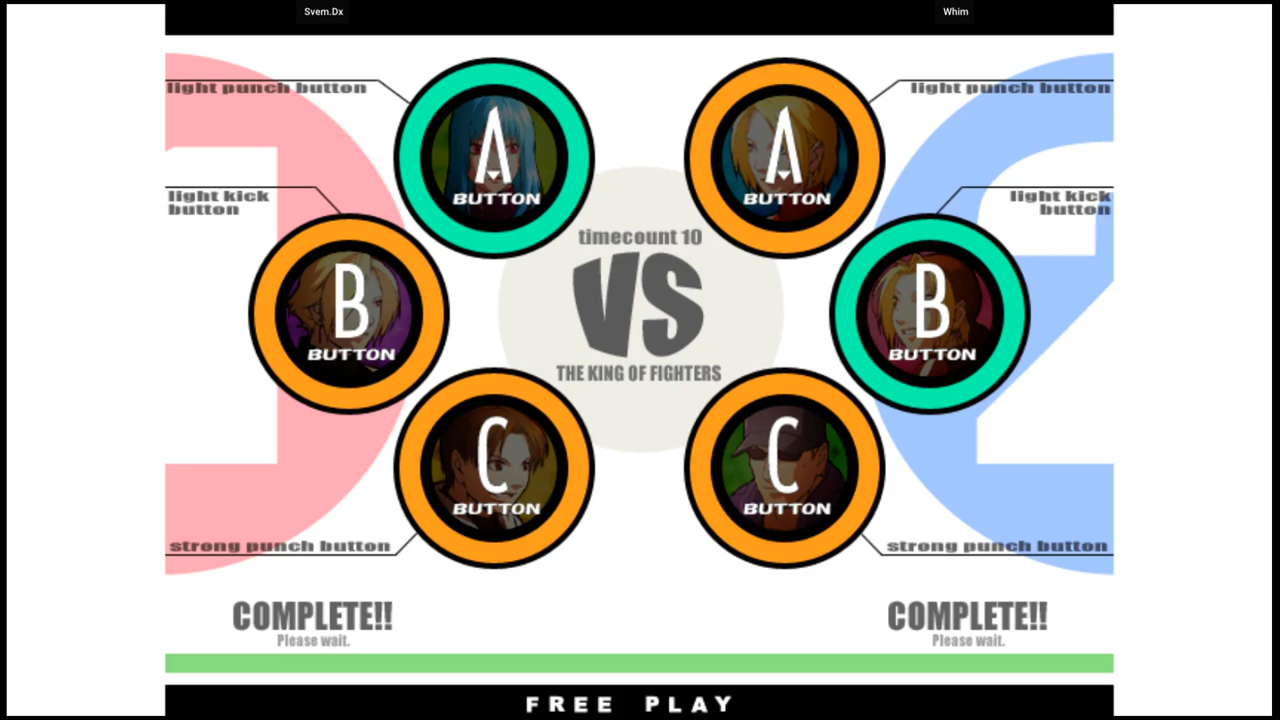 Svem.Dx
Whim
light punch button
A
BUTTON
A
BUTTON
light punch button
light kick
button
B
BUTTON
timecount 10
VS
THE KING OF FIGHTERS
light kick
button
B
BUTTON
C
BUTTON
C
BUTTON
strong punch button
strong punch button
COMPLETE!!
Please wait.
COMPLETE!!
Please wait.
FREE PLAY